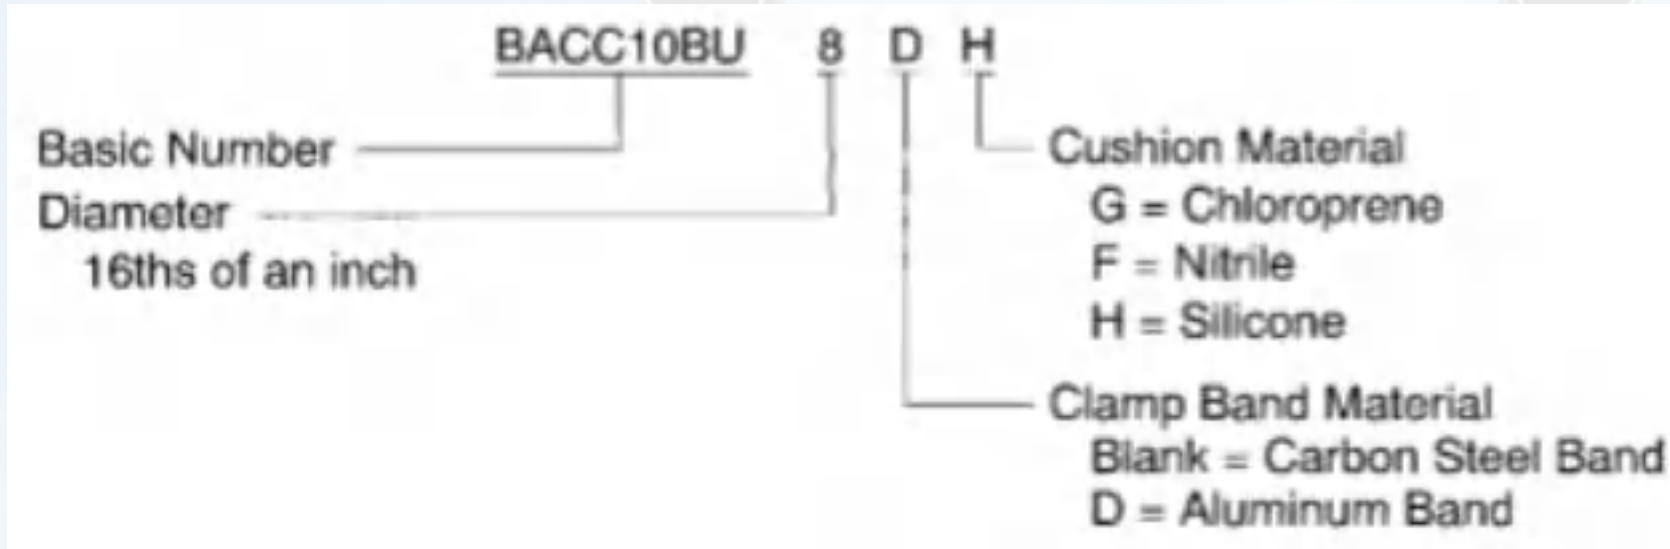 BACC10BU 8 D H
Basic Number
Diameter
16ths of an inch
Cushion Material
G = Chloroprene
F = Nitrile
H = Silicone
Clamp Band Material
Blank = Carbon Steel Band
D = Aluminum Band